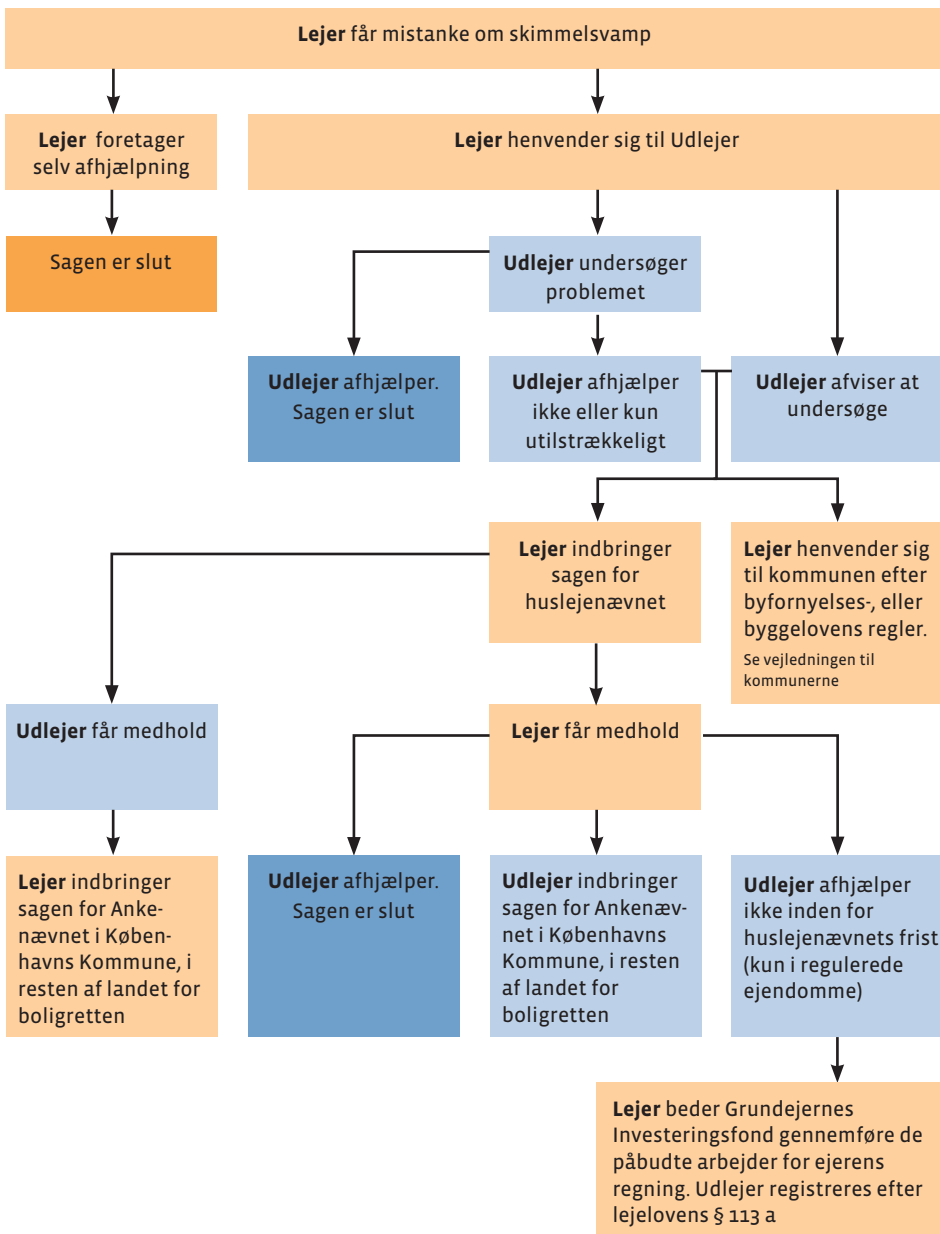 Lejer får mistanke om skimmelsvamp
Lejer foretager
selv afhjælpning
Lejer henvender sig til Udlejer
Sagen er slut
Udlejer undersøger
problemet
Udlejer afhjælper.
Sagen er slut
Udlejer afhjælper
ikke eller kun
utilstrækkeligt
Udlejer afviser at
undersøge
Lejer indbringer
sagen for
huslejenævnet
Lejer henvender sig
til kommunen efter
byfornyelses-, eller
byggelovens regler.
Se vejledningen til
kommunerne
Udlejer får medhold
Lejer får medhold
Lejer indbringer
sagen for Anke-
nævnet i Køben-
havns Kommune, i
resten af landet for
boligretten
Udlejer afhjælper.
Sagen er slut
Udlejer indbringer
sagen for Ankenæv-
net i Københavns
Kommune, i resten
af landet for
boligretten
Udlejer afhjælper
ikke inden for
huslejenævnets frist
(kun i regulerede
ejendomme)
Lejer beder Grundejernes
Investeringsfond gennemføre de
påbudte arbejder for ejerens
regning. Udlejer registreres efter
lejelovens § 113 a